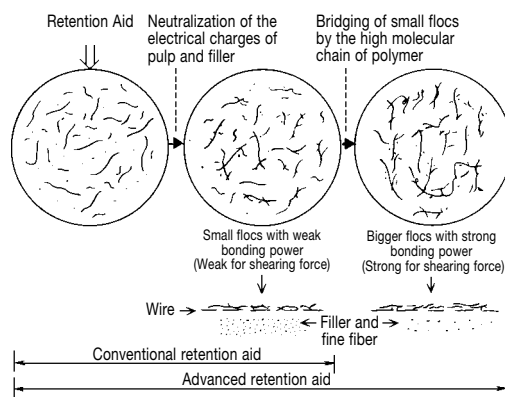 Retention Aid
Neutralization of the
electrical charges of
pulp and filler
Bridging of small flocs
by the high molecular
chain of polymer
Small flocs with weak
bonding power
(Weak for shearing force)
Bigger flocs with strong
bonding power
(Strong for shearing force)
Wire
Filler and
fine fiber
Conventional retention aid
Advanced retention aid